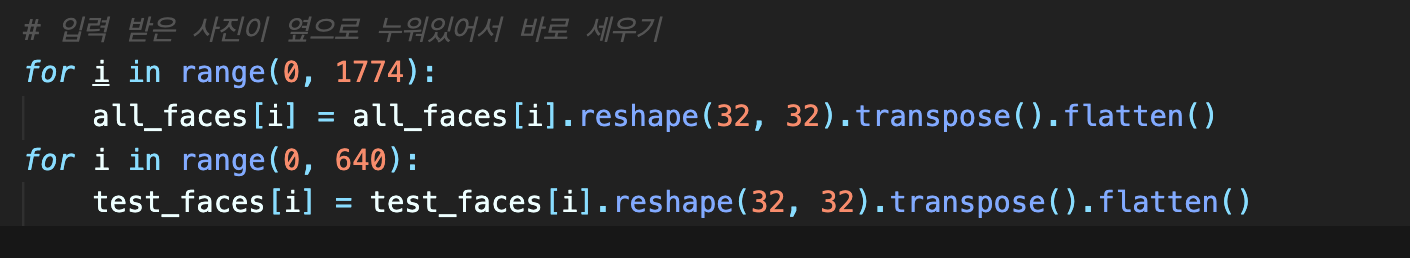 # 입력 받은 사진이 옆으로 누워있어서 바로 세우기
for i in range(0, 1774):
    all_faces[i] = all_faces[i].reshape(32, 32).transpose().flatten()
for i in range(0, 640):
    test_faces[i] = test_faces[i].reshape(32, 32).transpose().flatten()